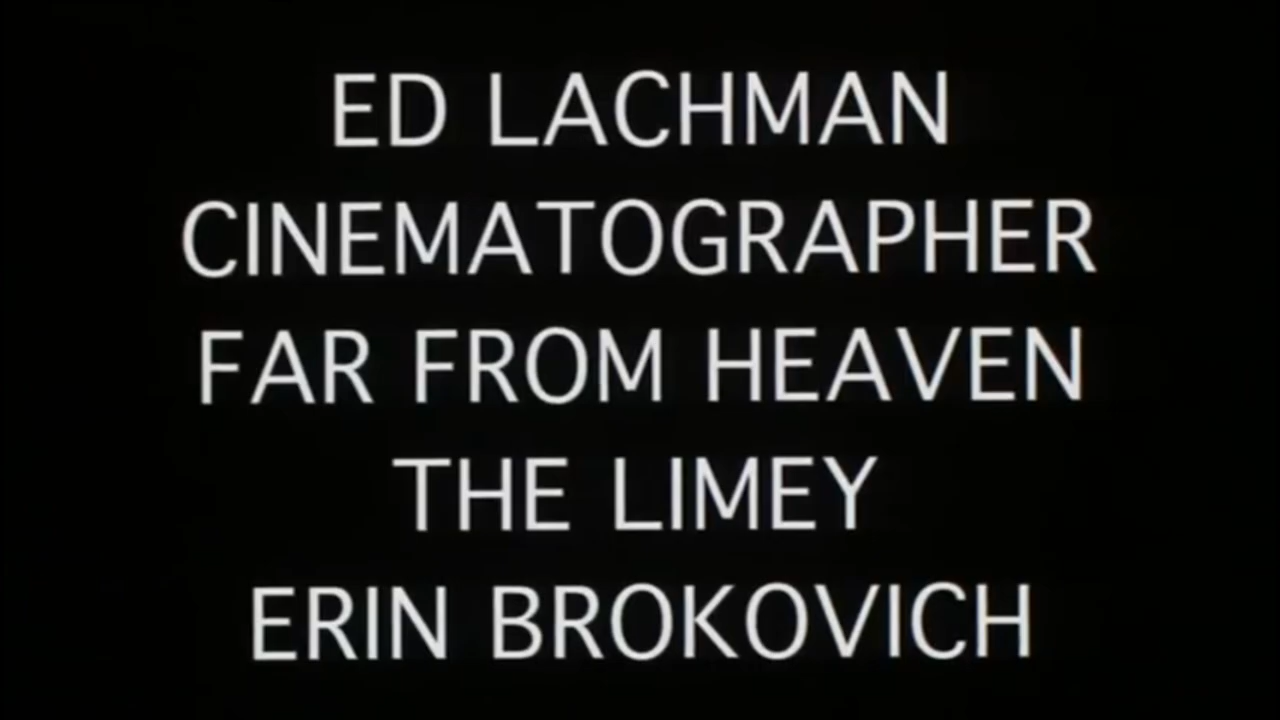 ED LACHMAN
CINEMATOGRAPHER
FAR FROM HEAVEN
THE LIMEY
ERIN BROKOVICH